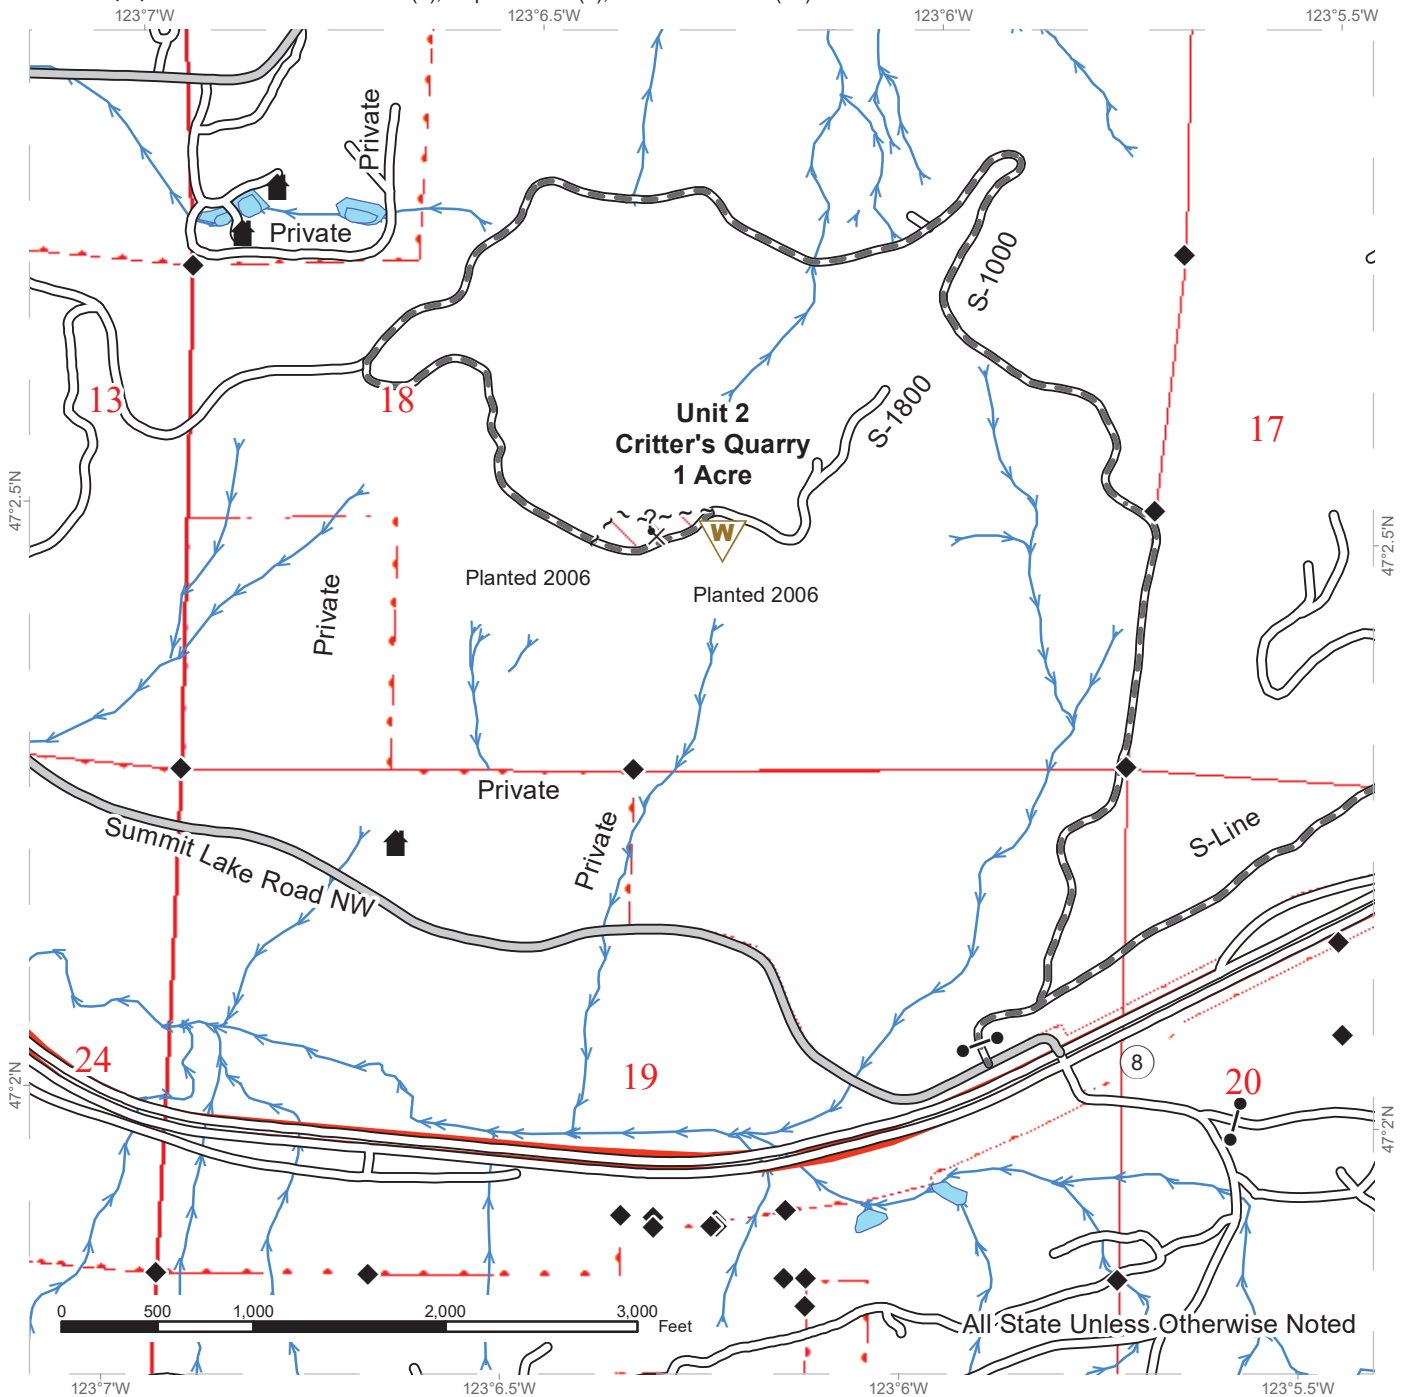 123°7'W
123°6.5'W
123°6'W
123°5.5'W
Private
Private
S-1000
13
18
Unit 2
Critter's Quarry
1 Acre
S-1800
17
47°2.5'N
47°2.5'N
?
W
Planted 2006
Planted 2006
Private
Private
Private
S-Line
Summit Lake Road NW
24
19
8
20
47°2'N
47°2'N
0 500 1,000 2,000 3,000
Feet
All State Unless Otherwise Noted
123°7'W
123°6.5'W
123°6'W
123°5.5'W